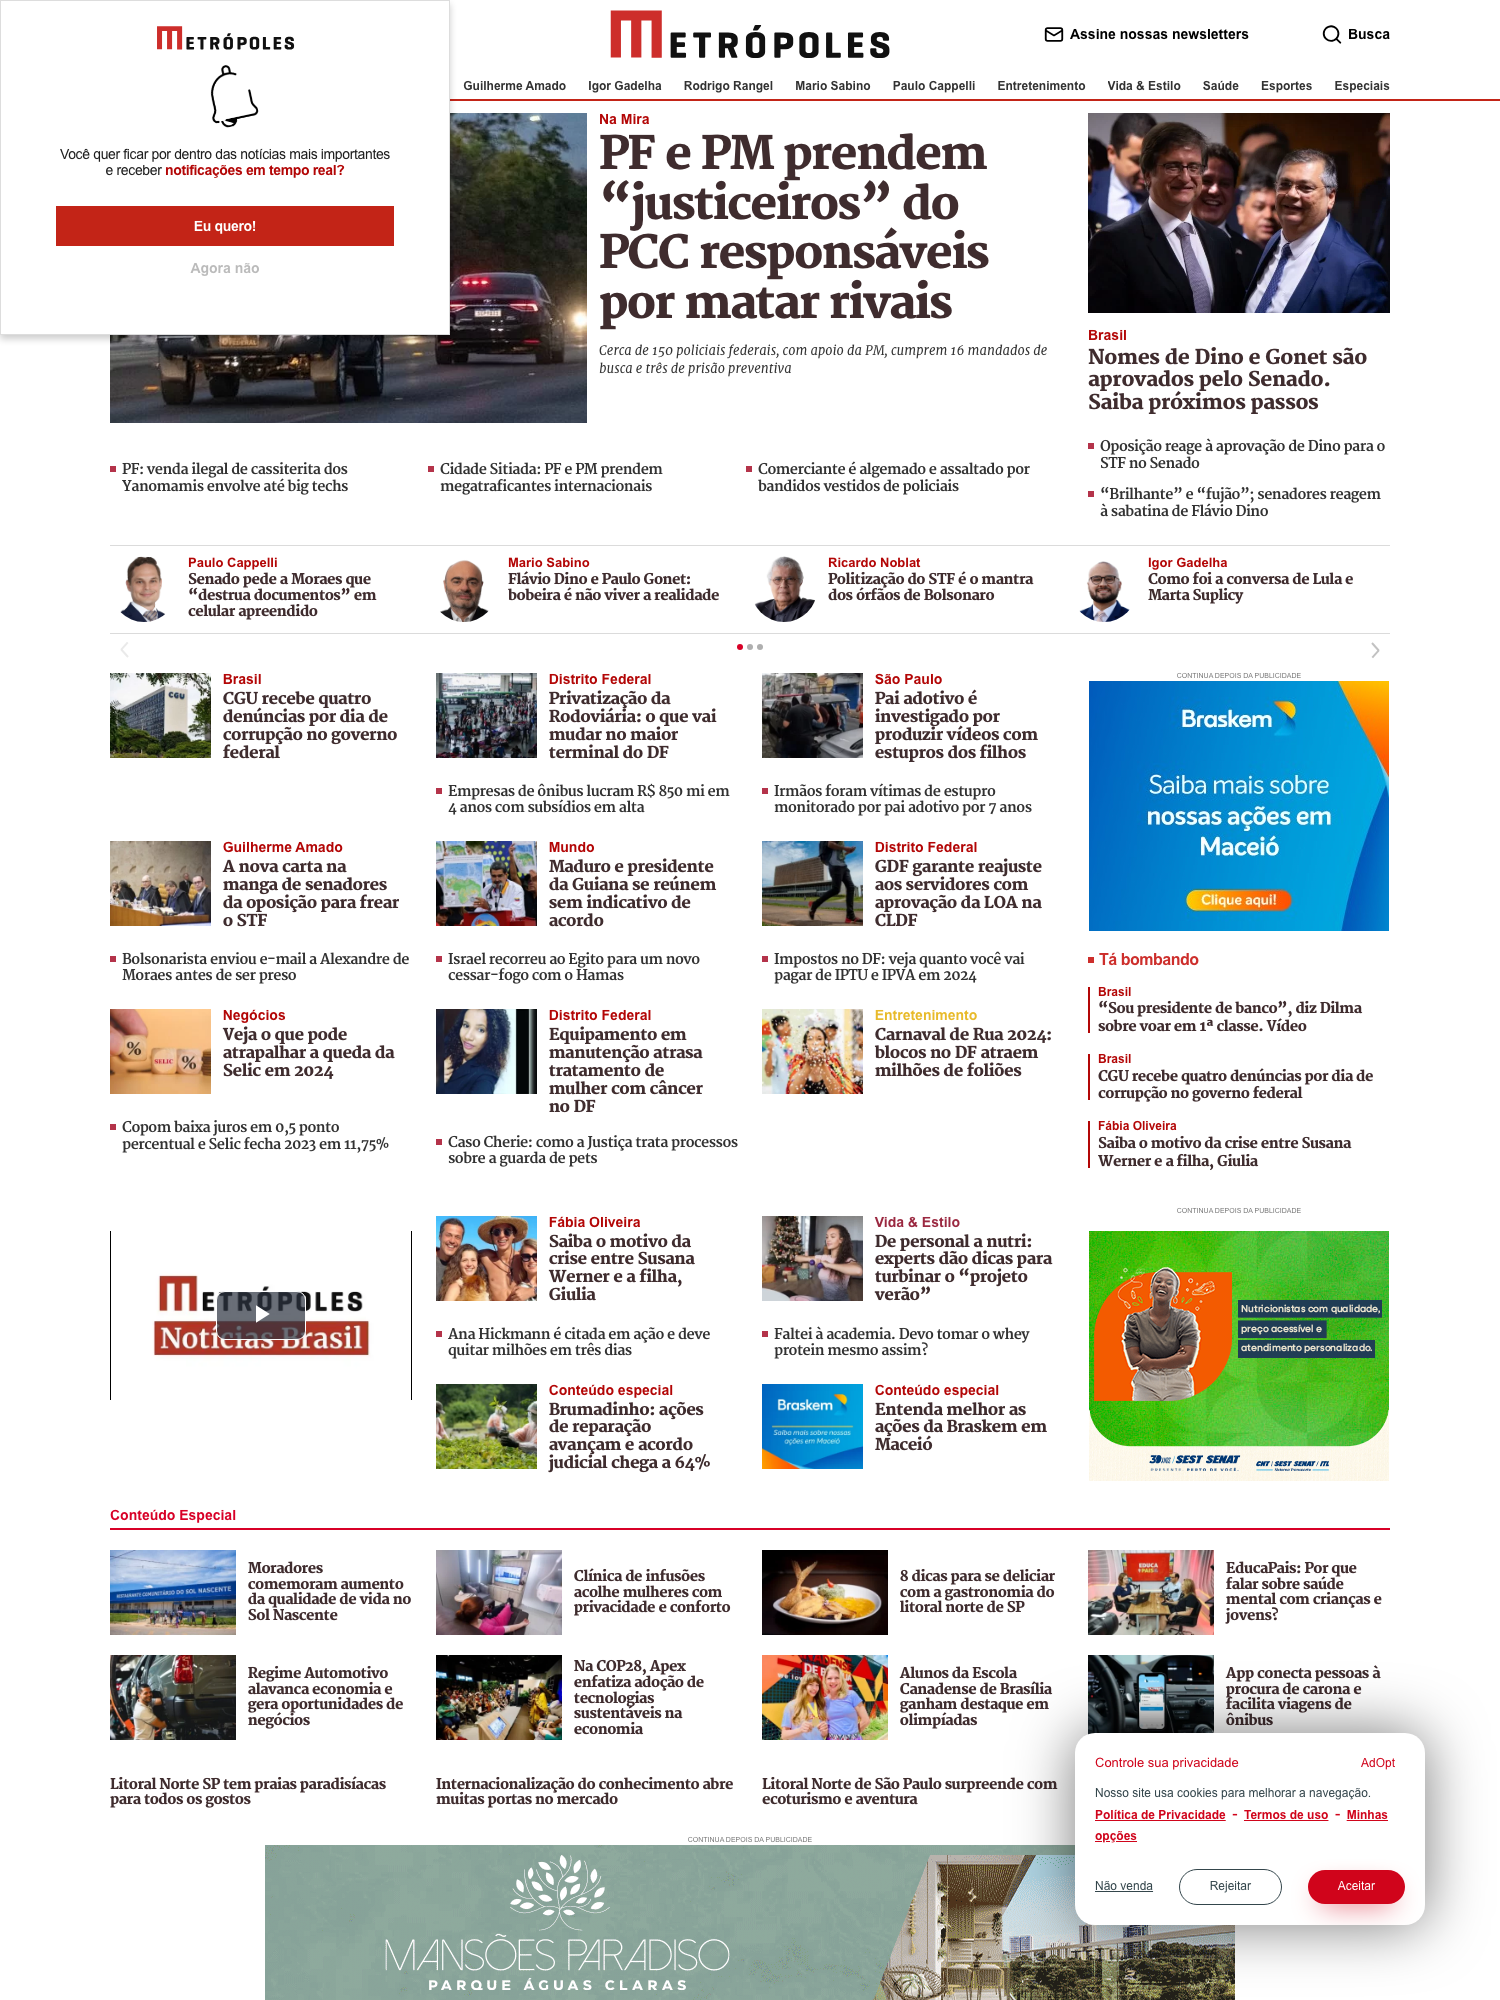 METRÓPOLES
Você quer ficar por dentro das notícias mais importantes
e receber notificações em tempo real?
Eu quero!
Agora não
METRÓPOLES
Assine nossas newsletters
Busca
Guilherme Amado
Igor Gadelha
Rodrigo Rangel
Mario Sabino
Paulo Cappelli
Entretenimento
Vida & Estilo
Saúde
Esportes
Especiais
Na Mira
PF e PM prendem
“justiceiros” do
PCC responsáveis
por matar rivais
Cerca de 150 policiais federais, com apoio da PM, cumprem 16 mandados de
busca e três de prisão preventiva
Brasil
Nomes de Dino e Gonet são
aprovados pelo Senado.
Saiba próximos passos
Oposição reage à aprovação de Dino para o
STF no Senado
“Brilhante” e “fujão”; senadores reagem
à sabatina de Flávio Dino
PF: venda ilegal de cassiterita dos
Yanomamis envolve até big techs
Cidade Sitiada: PF e PM prendem
megatraficantes internacionais
Comerciante é algemado e assaltado por
bandidos vestidos de policiais
Paulo Cappelli
Senado pede a Moraes que
“destrua documentos” em
celular apreendido
Mario Sabino
Flávio Dino e Paulo Gonet:
bobeira é não viver a realidade
Ricardo Noblat
Politização do STF é o mantra
dos órfãos de Bolsonaro
Igor Gadelha
Como foi a conversa de Lula e
Marta Suplicy
CGU
Brasil
CGU recebe quatro
denúncias por dia de
corrupção no governo
federal
Distrito Federal
Privatização da
Rodoviária: o que vai
mudar no maior
terminal do DF
Empresas de ônibus lucram R$ 850 mi em
4 anos com subsídios em alta
São Paulo
Pai adotivo é
investigado por
produzir vídeos com
estupros dos filhos
Irmãos foram vítimas de estupro
monitorado por pai adotivo por 7 anos
CONTINUA DEPOIS DA PUBLICIDADE
Braskem
Saiba mais sobre
nossas ações em
Maceió
Clique aqui!
Guilherme Amado
A nova carta na
manga de senadores
da oposição para frear
o STF
Bolsonarista enviou e-mail a Alexandre de
Moraes antes de ser preso
Mundo
Maduro e presidente
da Guiana se reúnem
sem indicativo de
acordo
Israel recorreu ao Egito para um novo
cessar-fogo com o Hamas
Distrito Federal
GDF garante reajuste
aos servidores com
aprovação da LOA na
CLDF
Impostos no DF: veja quanto você vai
pagar de IPTU e IPVA em 2024
Tá bombando
Brasil
“Sou presidente de banco”, diz Dilma
sobre voar em 1ª classe. Vídeo
Brasil
CGU recebe quatro denúncias por dia de
corrupção no governo federal
Fábia Oliveira
Saiba o motivo da crise entre Susana
Werner e a filha, Giulia
%
SELIC
%
Negócios
Veja o que pode
atrapalhar a queda da
Selic em 2024
Copom baixa juros em 0,5 ponto
percentual e Selic fecha 2023 em 11,75%
Distrito Federal
Equipamento em
manutenção atrasa
tratamento de
mulher com câncer
no DF
Caso Cherie: como a Justiça trata processos
sobre a guarda de pets
Entretenimento
Carnaval de Rua 2024:
blocos no DF atraem
milhões de foliões
METRÓPOLES
Notícias Brasil
Fábia Oliveira
Saiba o motivo da
crise entre Susana
Werner e a filha,
Giulia
Ana Hickmann é citada em ação e deve
quitar milhões em três dias
Vida & Estilo
De personal a nutri:
experts dão dicas para
turbinar o “projeto
verão”
Faltei à academia. Devo tomar o whey
protein mesmo assim?
CONTINUA DEPOIS DA PUBLICIDADE
Nutricionistas com qualidade,
preço acessível e
atendimento personalizado.
SEST SENAT
CNT / SEST SENAT / ITL
Conteúdo especial
Brumadinho: ações
de reparação
avançam e acordo
judicial chega a 64%
Braskem
Saiba mais sobre nossas
ações em Maceió
Conteúdo especial
Entenda melhor as
ações da Braskem em
Maceió
Conteúdo Especial
RESTAURANTE COMUNITÁRIO DO SOL NASCENTE
Moradores
comemoram aumento
da qualidade de vida no
Sol Nascente
Clínica de infusões
acolhe mulheres com
privacidade e conforto
8 dicas para se deliciar
com a gastronomia do
litoral norte de SP
EDUCA
PAIS
EducaPais: Por que
falar sobre saúde
mental com crianças e
jovens?
Regime Automotivo
alavanca economia e
gera oportunidades de
negócios
Na COP28, Apex
enfatiza adoção de
tecnologias
sustentáveis na
economia
Alunos da Escola
Canadense de Brasília
ganham destaque em
olimpíadas
App conecta pessoas à
procura de carona e
facilita viagens de
ônibus
Litoral Norte SP tem praias paradisíacas
para todos os gostos
Internacionalização do conhecimento abre
muitas portas no mercado
Litoral Norte de São Paulo surpreende com
ecoturismo e aventura
Controle sua privacidade
AdOpt
Nosso site usa cookies para melhorar a navegação.
Política de Privacidade - Termos de uso - Minhas
opções
Não venda
Rejeitar
Aceitar
CONTINUA DEPOIS DA PUBLICIDADE
MANSÕES PARADISO
PARQUE ÁGUAS CLARAS